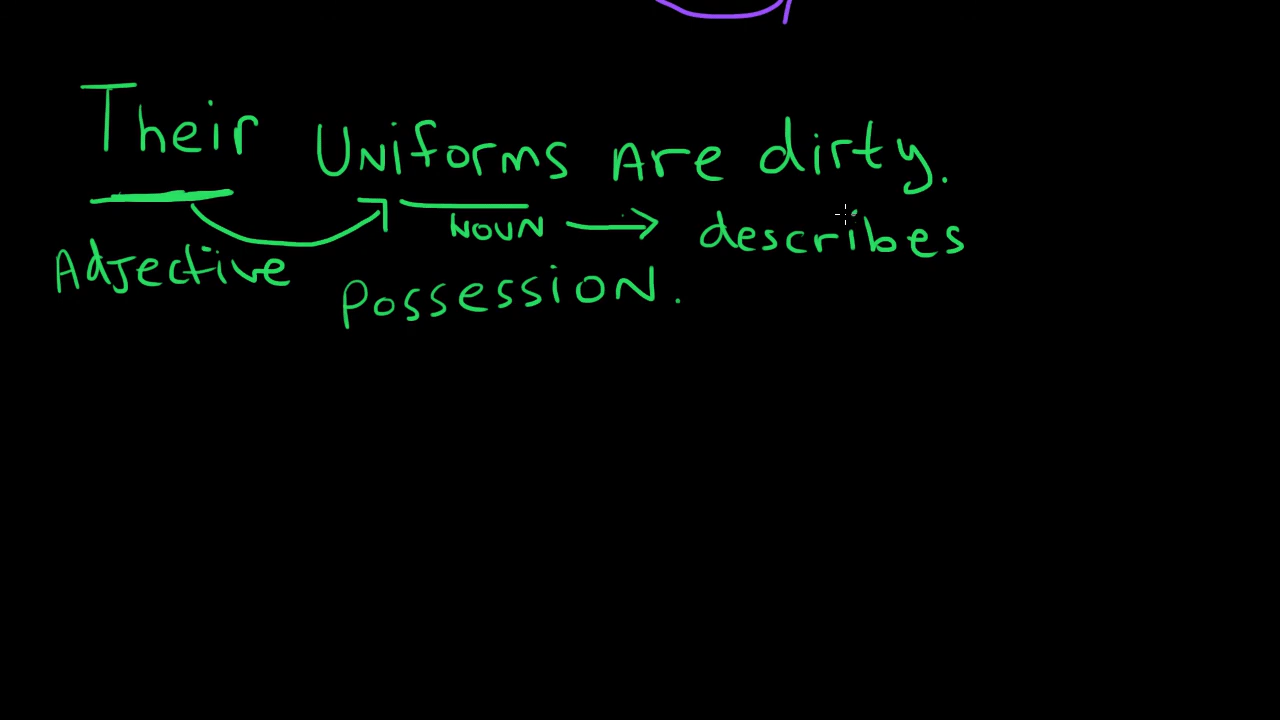 Their Uniforms Are dirty.
Noun → describes
Adjective
Possession.